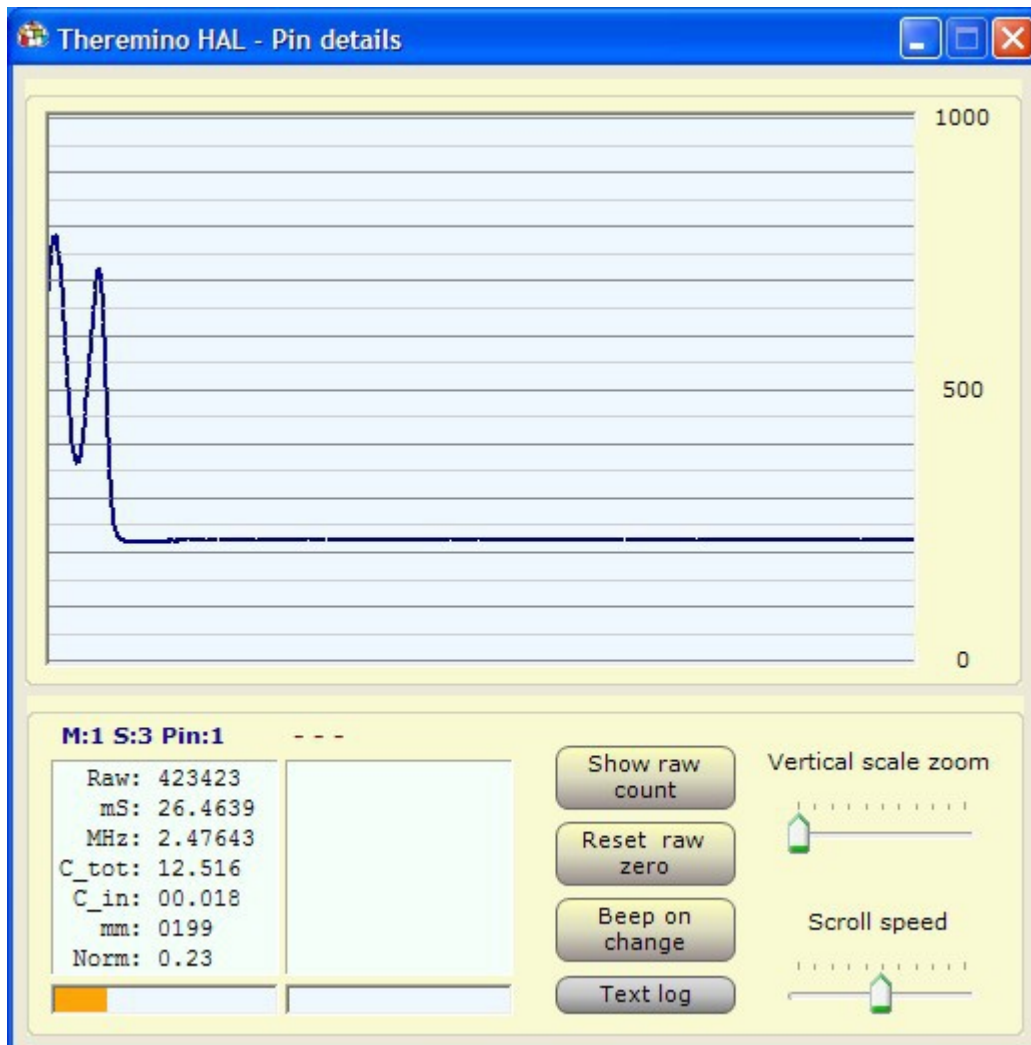 Theremino HAL - Pin details
1000
500
0
M:1 S:3 Pin:1
- - -
Raw: 423423
mS: 26.4639
MHz: 2.47643
C_tot: 12.516
C_in: 00.018
mm: 0199
Norm: 0.23
Show raw
count
Reset raw
zero
Beep on
change
Text log
Vertical scale zoom
Scroll speed